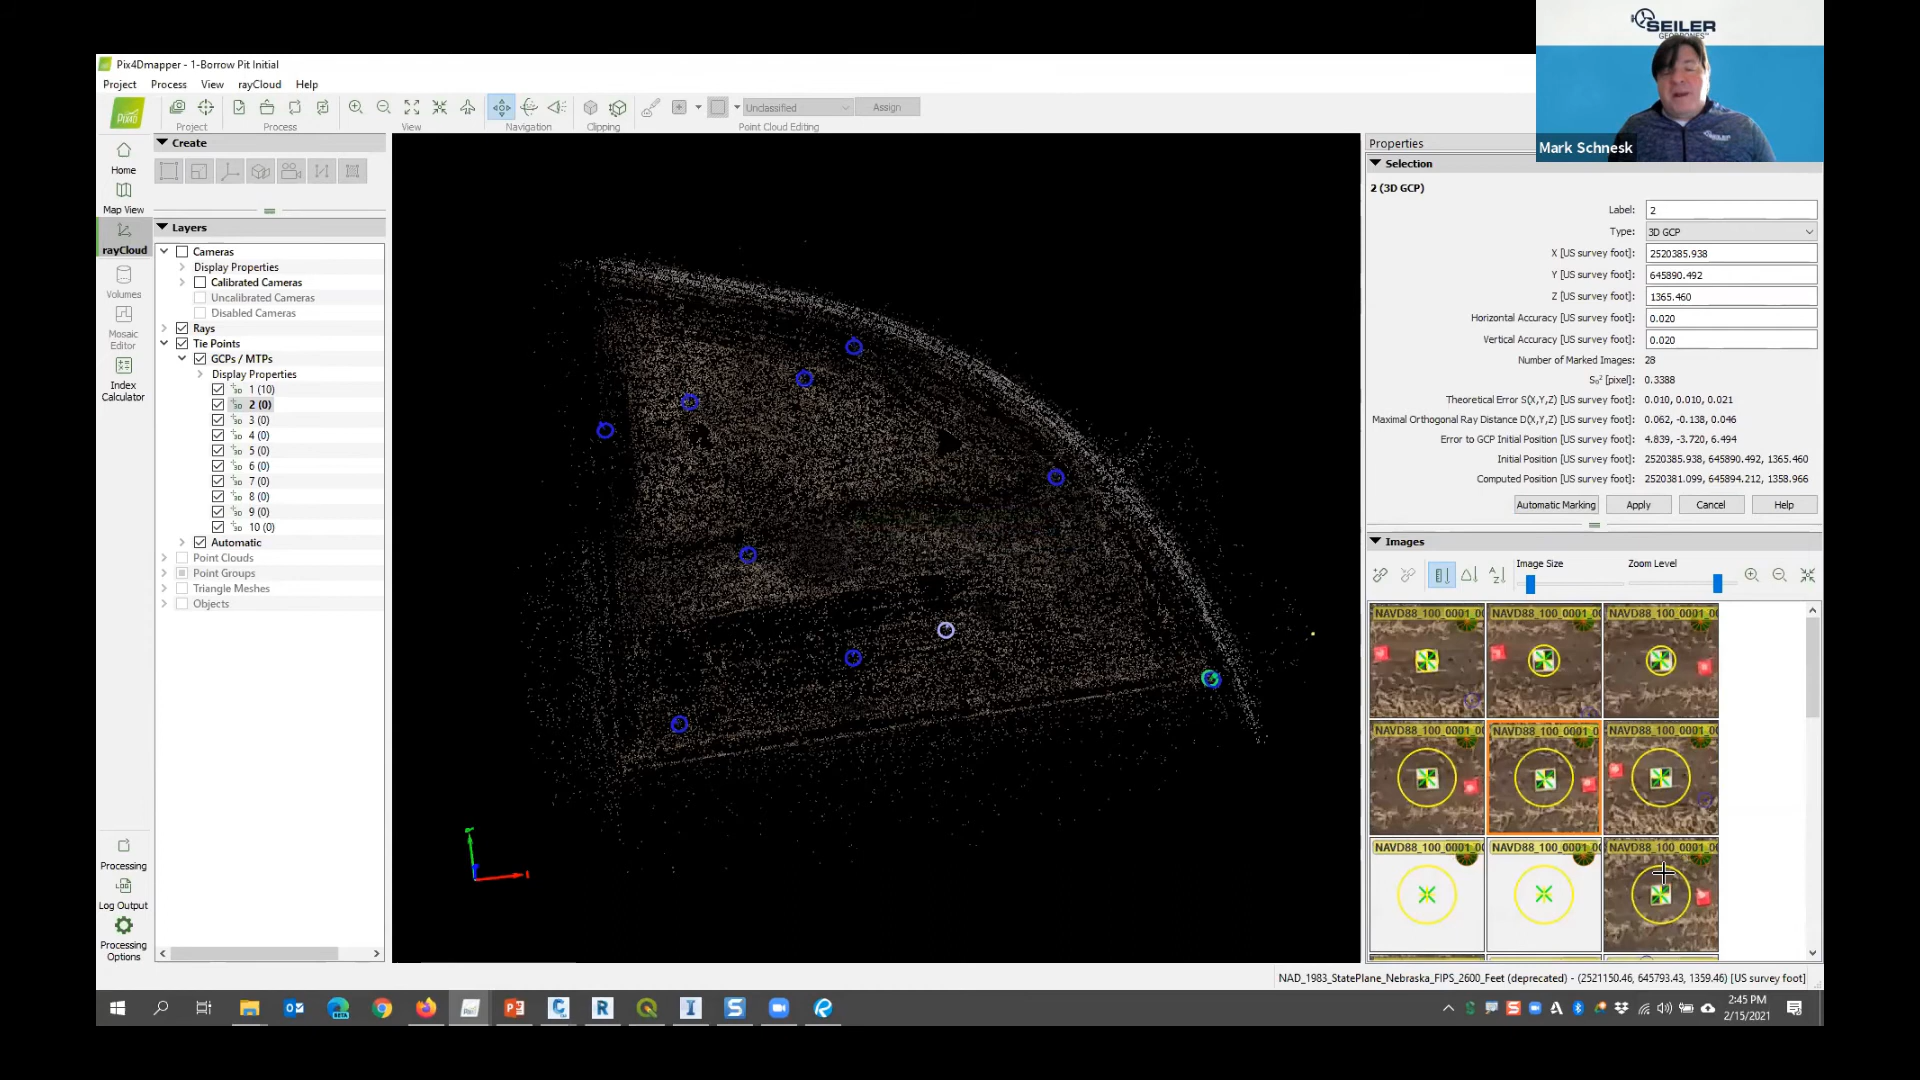 SEILER
Mark Schnesk
Pix4Dmapper - 1-Borrow Pit Initial
Project Process View rayCloud Help
Unclassified Assign
Project Process View Navigation Clipping Point Cloud Editing
Home
Map View
rayCloud
Volumes
Mosaic
Editor
Index
Calculator
Processing
Log Output
Processing
Options
Create
Layers
Cameras
Display Properties
Calibrated Cameras
Uncalibrated Cameras
Disabled Cameras
Rays
Tie Points
GCPs / MTPs
Display Properties
1 (10)
2 (0)
3 (0)
4 (0)
5 (0)
6 (0)
7 (0)
8 (0)
9 (0)
10 (0)
Automatic
Point Clouds
Point Groups
Triangle Meshes
Objects
Properties
Selection
2 (3D GCP)
Label: 2
Type: 3D GCP
X [US survey foot]: 2520385.938
Y [US survey foot]: 645890.492
Z [US survey foot]: 1365.460
Horizontal Accuracy [US survey foot]: 0.020
Vertical Accuracy [US survey foot]: 0.020
Number of Marked Images: 28
S₀² [pixel]: 0.3388
Theoretical Error S(X,Y,Z) [US survey foot]: 0.010, 0.010, 0.021
Maximal Orthogonal Ray Distance D(X,Y,Z) [US survey foot]: 0.062, -0.138, 0.046
Error to GCP Initial Position [US survey foot]: 4.839, -3.720, 6.494
Initial Position [US survey foot]: 2520385.938, 645890.492, 1365.460
Computed Position [US survey foot]: 2520381.099, 645894.212, 1358.966
Automatic Marking Apply Cancel Help
Images
Image Size Zoom Level
NAVD88_100_0001_00 NAVD88_100_0001_00 NAVD88_100_0001_00
NAVD88_100_0001_00 NAVD88_100_0001_00 NAVD88_100_0001_00
NAVD88_100_0001_00 NAVD88_100_0001_00 NAVD88_100_0001_00
NAD_1983_StatePlane_Nebraska_FIPS_2600_Feet (deprecated) - (2521150.46, 645793.43, 1359.46) [US survey foot]
2:45 PM
2/15/2021